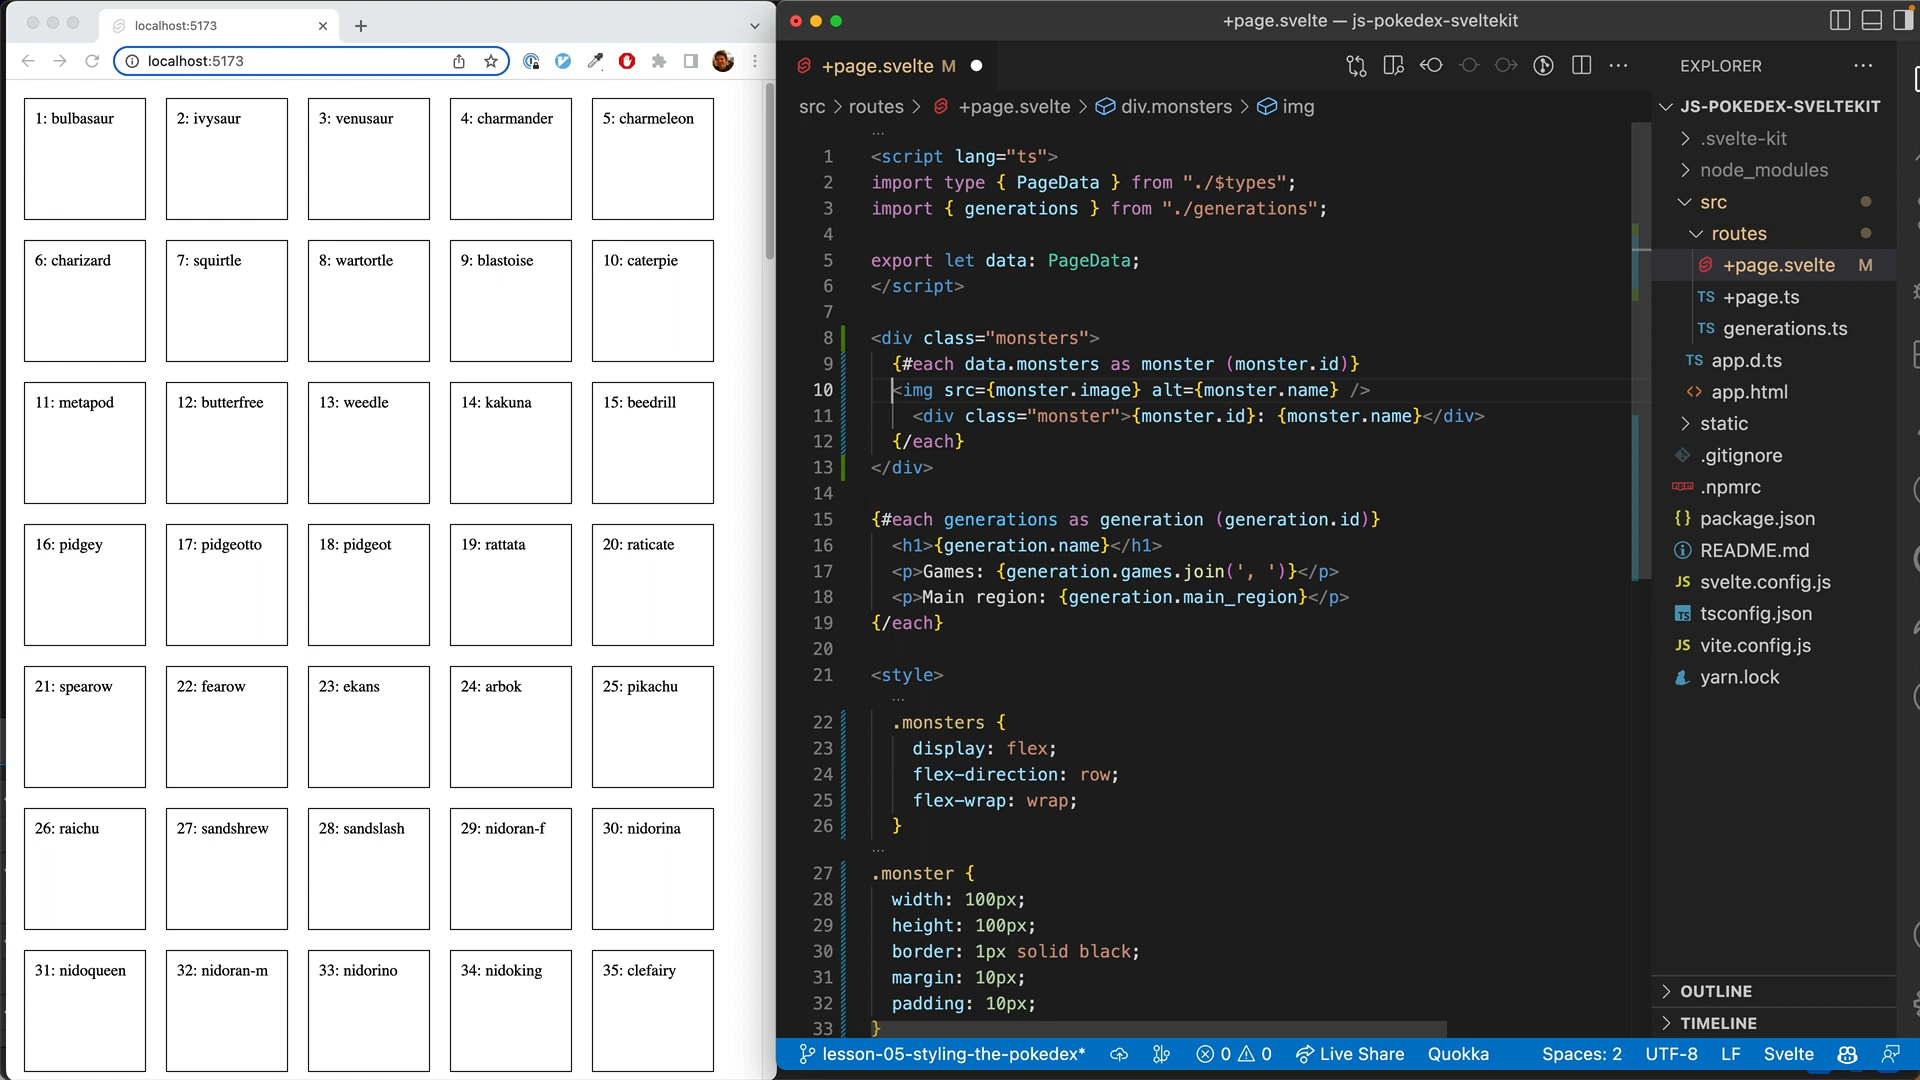 localhost:5173
localhost:5173
1: bulbasaur
2: ivysaur
3: venusaur
4: charmander
5: charmeleon
6: charizard
7: squirtle
8: wartortle
9: blastoise
10: caterpie
11: metapod
12: butterfree
13: weedle
14: kakuna
15: beedrill
16: pidgey
17: pidgeotto
18: pidgeot
19: rattata
20: raticate
21: spearow
22: fearow
23: ekans
24: arbok
25: pikachu
26: raichu
27: sandshrew
28: sandslash
29: nidoran-f
30: nidorina
31: nidoqueen
32: nidoran-m
33: nidorino
34: nidoking
35: clefairy
+page.svelte — js-pokedex-sveltekit
+page.svelte M
src > routes > +page.svelte > div.monsters > img
1 <script lang="ts">
2 import type { PageData } from "./$types";
3 import { generations } from "./generations";
4
5 export let data: PageData;
6 </script>
7
8 <div class="monsters">
9 {#each data.monsters as monster (monster.id)}
10 <img src={monster.image} alt={monster.name} />
11 <div class="monster">{monster.id}: {monster.name}</div>
12 {/each}
13 </div>
14
15 {#each generations as generation (generation.id)}
16 <h1>{generation.name}</h1>
17 <p>Games: {generation.games.join(', ')}</p>
18 <p>Main region: {generation.main_region}</p>
19 {/each}
20
21 <style>
22 .monsters {
23 display: flex;
24 flex-direction: row;
25 flex-wrap: wrap;
26 }
27 .monster {
28 width: 100px;
29 height: 100px;
30 border: 1px solid black;
31 margin: 10px;
32 padding: 10px;
33 }
EXPLORER
JS-POKEDEX-SVELTEKIT
.svelte-kit
node_modules
src
routes
+page.svelte M
TS +page.ts
TS generations.ts
TS app.d.ts
<> app.html
static
.gitignore
.npmrc
{} package.json
README.md
JS svelte.config.js
TS tsconfig.json
JS vite.config.js
yarn.lock
OUTLINE
TIMELINE
lesson-05-styling-the-pokedex*
0
0
Live Share
Quokka
Spaces: 2
UTF-8
LF
Svelte